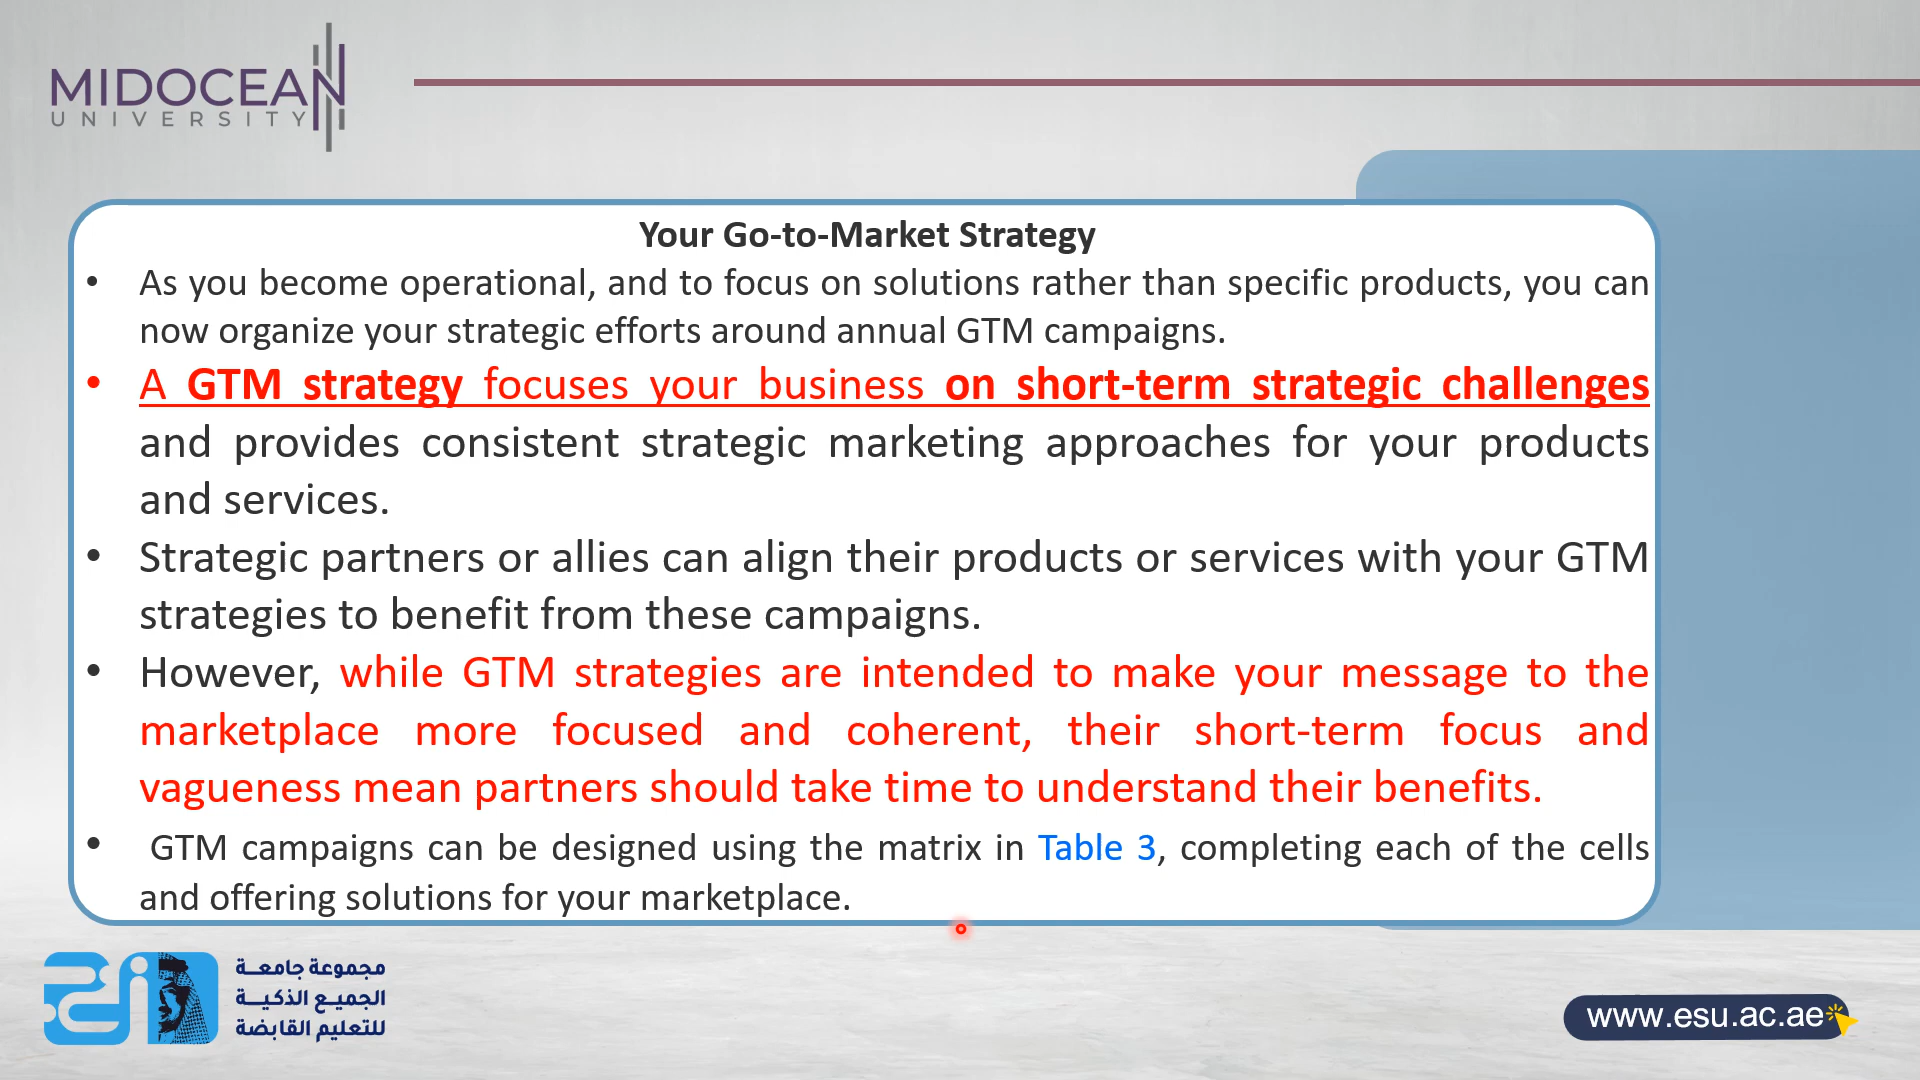 MIDOCEAN
UNIVERSITY
Your Go-to-Market Strategy
• As you become operational, and to focus on solutions rather than specific products, you can
now organize your strategic efforts around annual GTM campaigns.
• A GTM strategy focuses your business on short-term strategic challenges
and provides consistent strategic marketing approaches for your products
and services.
• Strategic partners or allies can align their products or services with your GTM
strategies to benefit from these campaigns.
• However, while GTM strategies are intended to make your message to the
marketplace more focused and coherent, their short-term focus and
vagueness mean partners should take time to understand their benefits.
• GTM campaigns can be designed using the matrix in Table 3, completing each of the cells
and offering solutions for your marketplace.
مجموعة جامعة
الجميع الذكية
للتعليم القابضة
www.esu.ac.ae